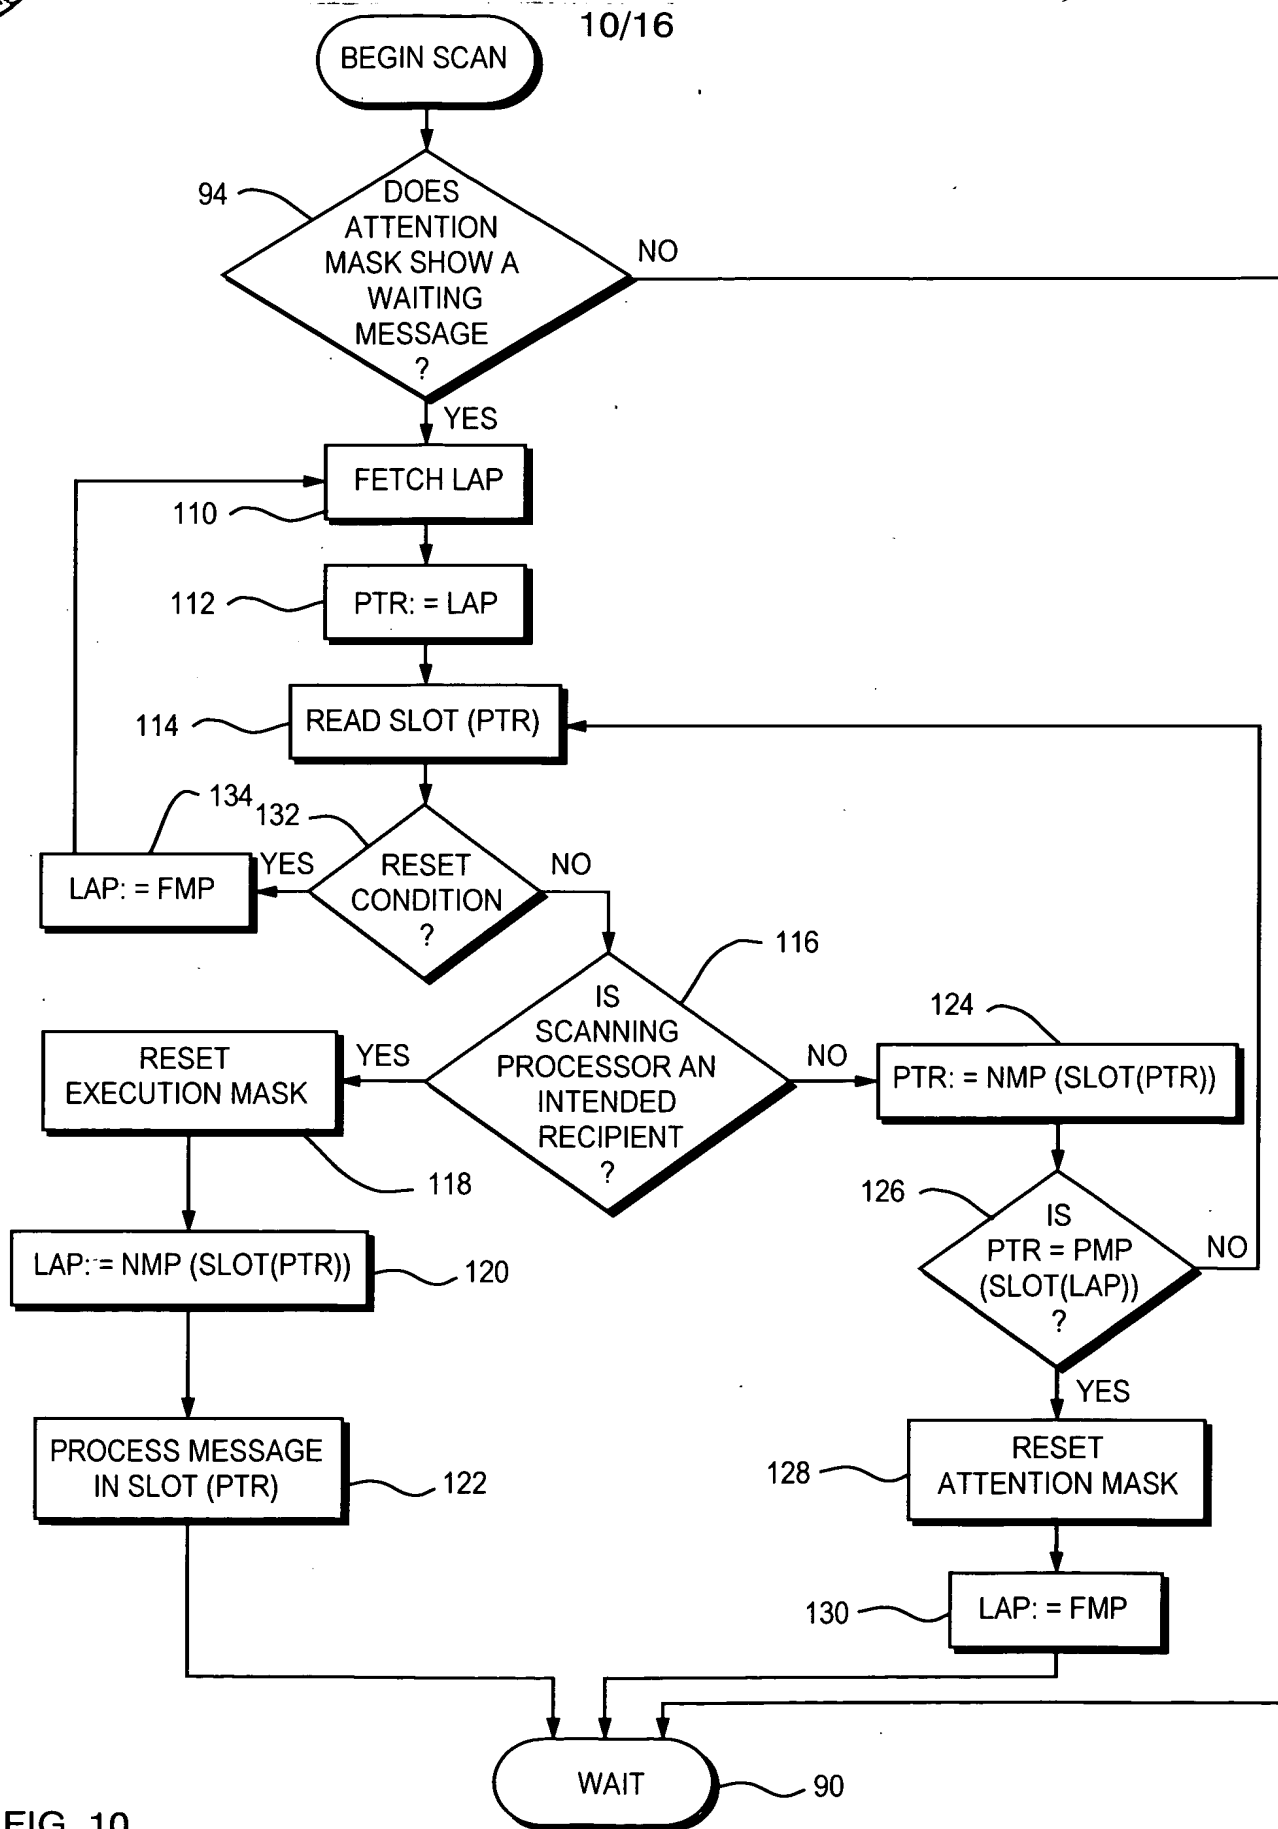 10/16
BEGIN SCAN
94
DOES
ATTENTION
MASK SHOW A
WAITING
MESSAGE
?
NO
YES
FETCH LAP
110
112
PTR: = LAP
114
READ SLOT (PTR)
134
132
LAP: = FMP
YES
RESET
CONDITION
?
NO
116
IS
SCANNING
PROCESSOR AN
INTENDED
RECIPIENT
?
YES
NO
RESET
EXECUTION MASK
118
124
PTR: = NMP (SLOT(PTR))
126
IS
PTR = PMP
(SLOT(LAP))
?
NO
YES
LAP: = NMP (SLOT(PTR))
120
PROCESS MESSAGE
IN SLOT (PTR)
122
128
RESET
ATTENTION MASK
130
LAP: = FMP
WAIT
90
FIG. 10